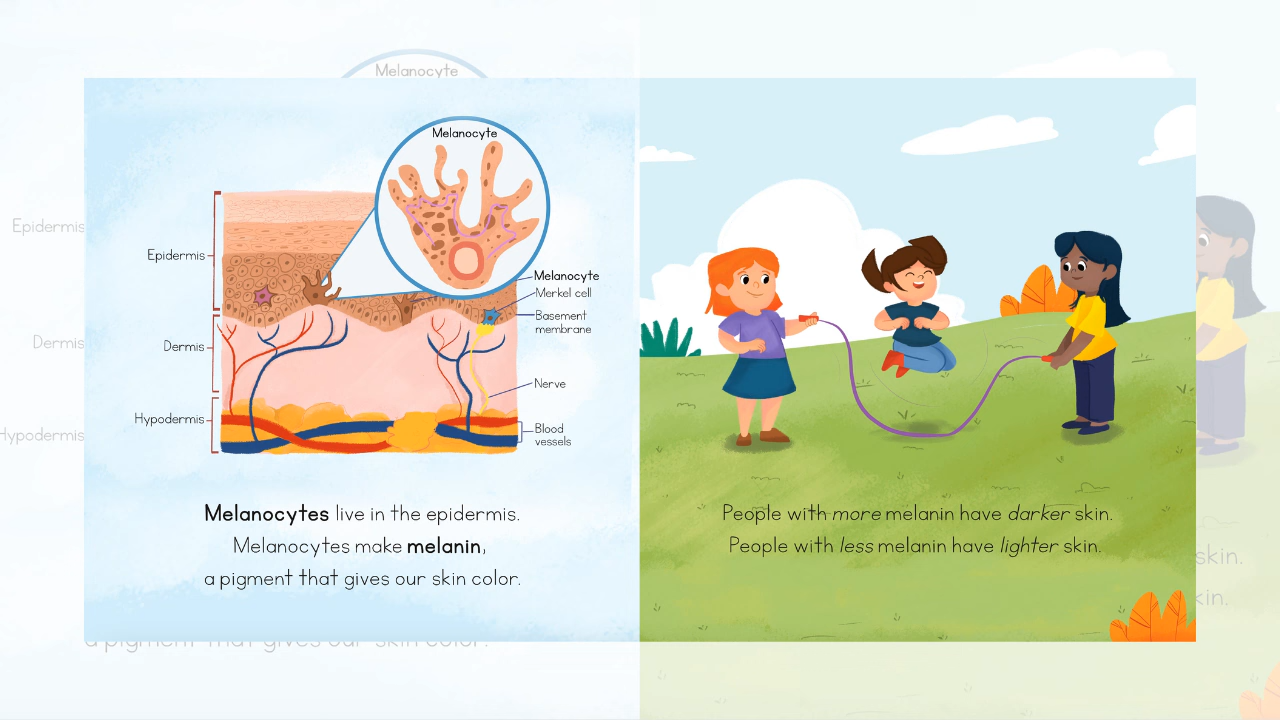 Melanocyte
Melanocyte
Epidermis
Dermis
Hypodermis
Epidermis
Dermis
Hypodermis
Melanocyte
Merkel cell
Basement
membrane
Nerve
Blood
vessels
Melanocytes live in the epidermis.
Melanocytes make melanin,
a pigment that gives our skin color.
a pigment that gives our skin color.
People with more melanin have darker skin.
People with less melanin have lighter skin.
skin.
kin.